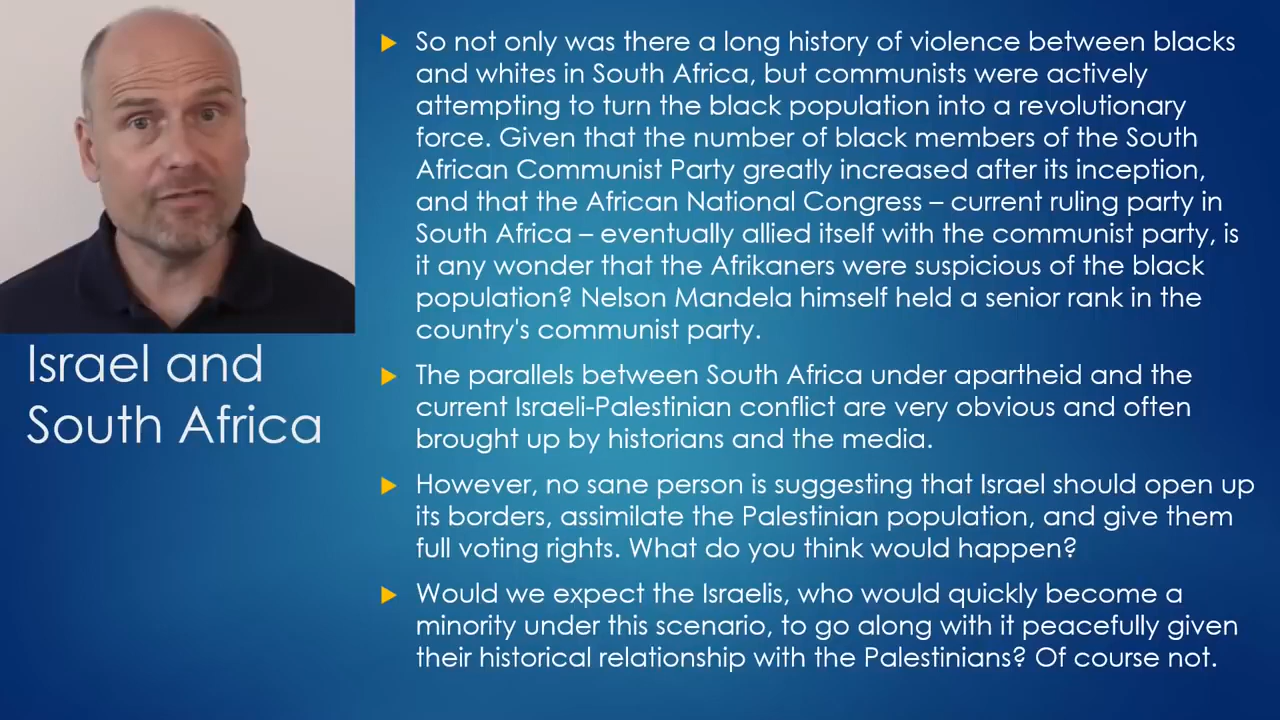 So not only was there a long history of violence between blacks
and whites in South Africa, but communists were actively
attempting to turn the black population into a revolutionary
force. Given that the number of black members of the South
African Communist Party greatly increased after its inception,
and that the African National Congress – current ruling party in
South Africa – eventually allied itself with the communist party, is
it any wonder that the Afrikaners were suspicious of the black
population? Nelson Mandela himself held a senior rank in the
country's communist party.
The parallels between South Africa under apartheid and the
current Israeli-Palestinian conflict are very obvious and often
brought up by historians and the media.
However, no sane person is suggesting that Israel should open up
its borders, assimilate the Palestinian population, and give them
full voting rights. What do you think would happen?
Would we expect the Israelis, who would quickly become a
minority under this scenario, to go along with it peacefully given
their historical relationship with the Palestinians? Of course not.
Israel and
South Africa